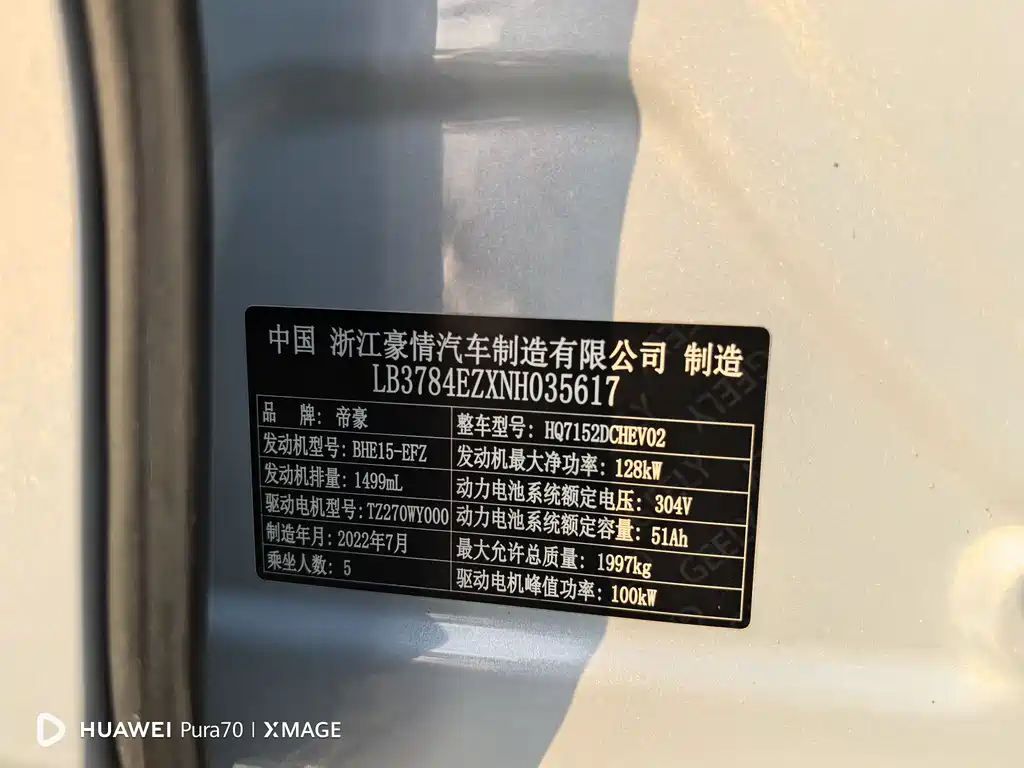 中国 浙江豪情汽车制造有限公司 制造
LB3784EZXNH035617
品 牌: 帝豪
整车型号: HQ7152DCHEV02
发动机型号: BHE15-EFZ
发动机最大净功率: 128kW
发动机排量: 1499mL
动力电池系统额定电压: 304V
驱动电机型号: TZ270WY000
动力电池系统额定容量: 51Ah
制造年月: 2022年7月
最大允许总质量: 1997kg
乘坐人数: 5
驱动电机峰值功率: 100kW
GEELY
GEELY
HUAWEI Pura70 | XMAGE